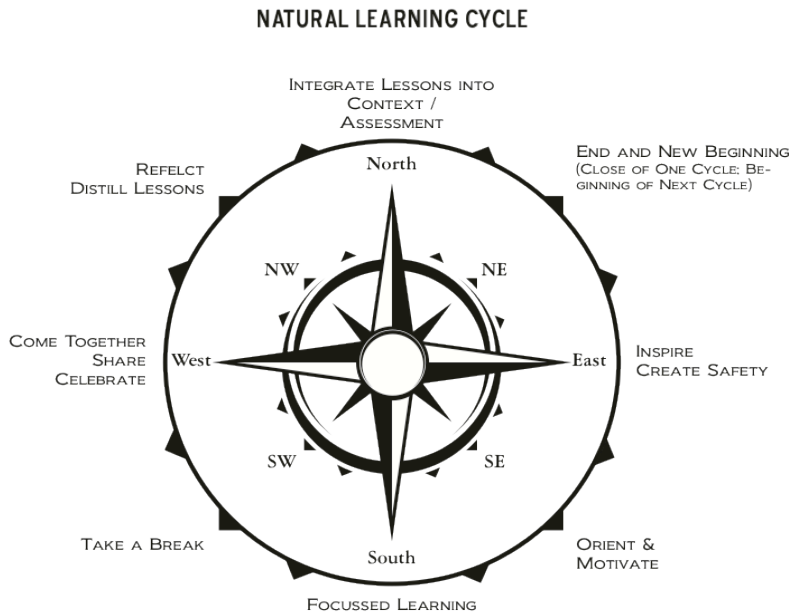 NATURAL LEARNING CYCLE
INTEGRATE LESSONS INTO
CONTEXT /
ASSESSMENT
END AND NEW BEGINNING
(CLOSE OF ONE CYCLE; BE-
GINNING OF NEXT CYCLE)
REFELCT
DISTILL LESSONS
North
NW
NE
COME TOGETHER
SHARE
CELEBRATE
West
East
INSPIRE
CREATE SAFETY
SW
SE
TAKE A BREAK
South
ORIENT &
MOTIVATE
FOCUSSED LEARNING